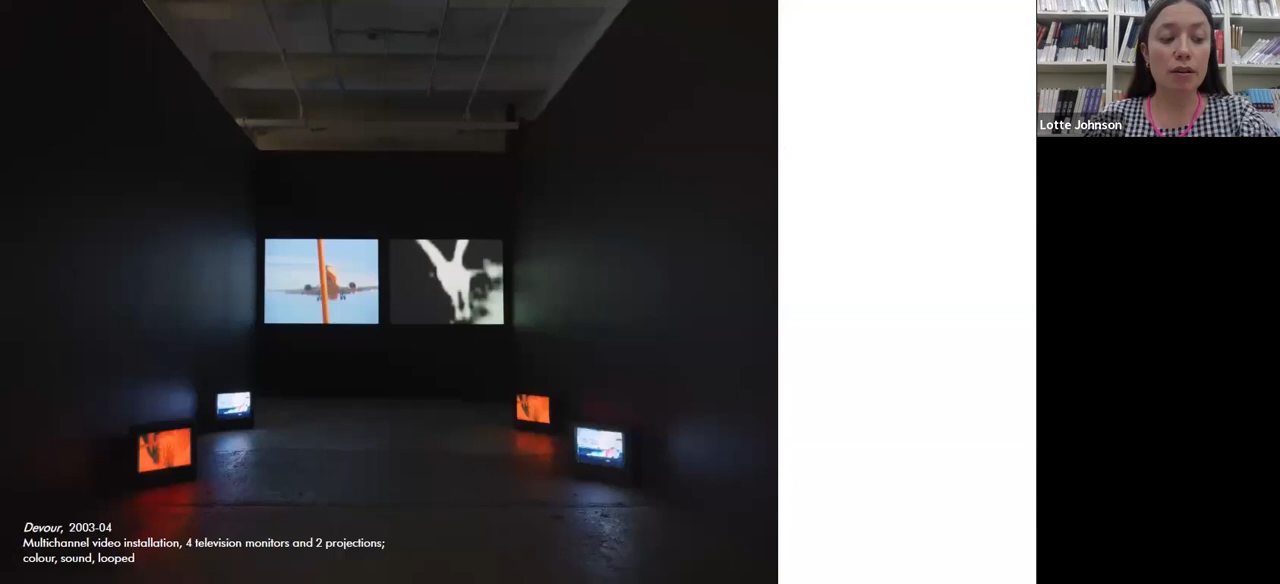 Lotte Johnson
Devour, 2003-04
Multichannel video installation, 4 television monitors and 2 projections;
colour, sound, looped